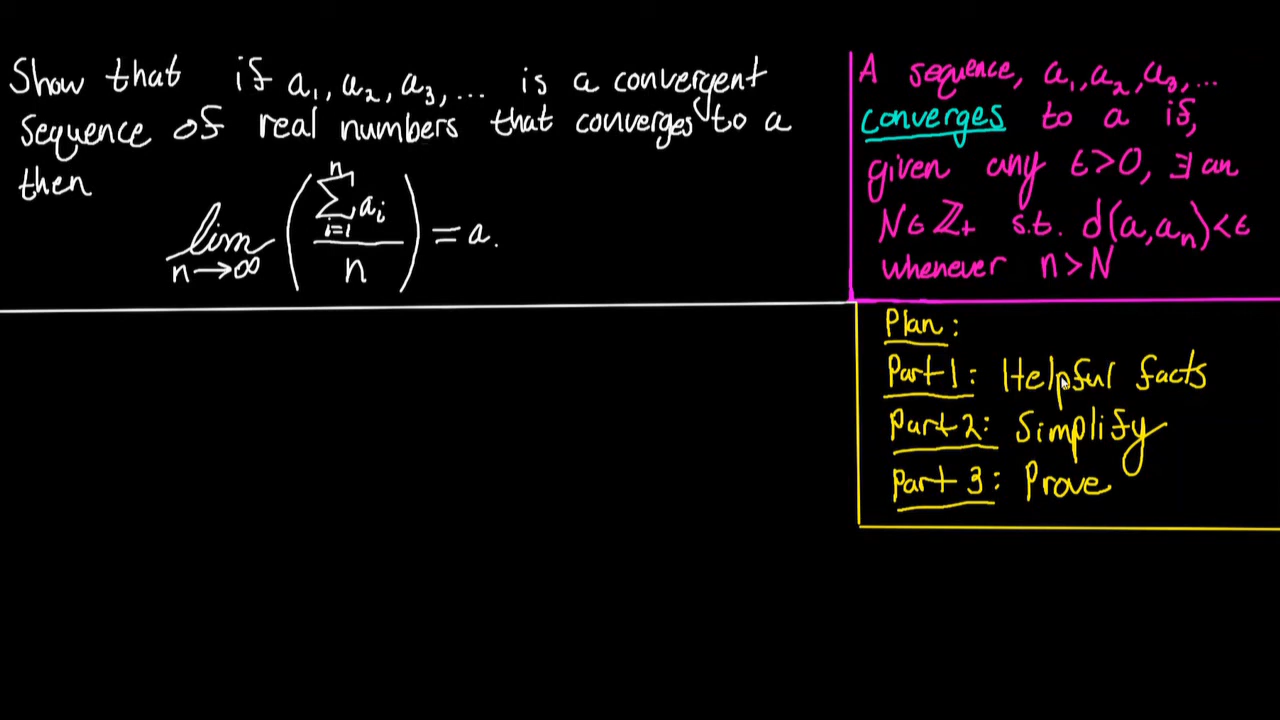 Show that if a₁, a₂, a₃, ... is a convergent
sequence of real numbers that converges to a
then
lim n→∞ ( ∑ i=1 n aᵢ / n ) = a.
A sequence, a₁, a₂, a₃, ...
converges to a if,
given any ε>0, ∃ an
N∈ℤ₊ s.t. d(a, aₙ)<ε
whenever n>N
Plan:
Part 1: Helpful facts
Part 2: Simplify
Part 3: Prove